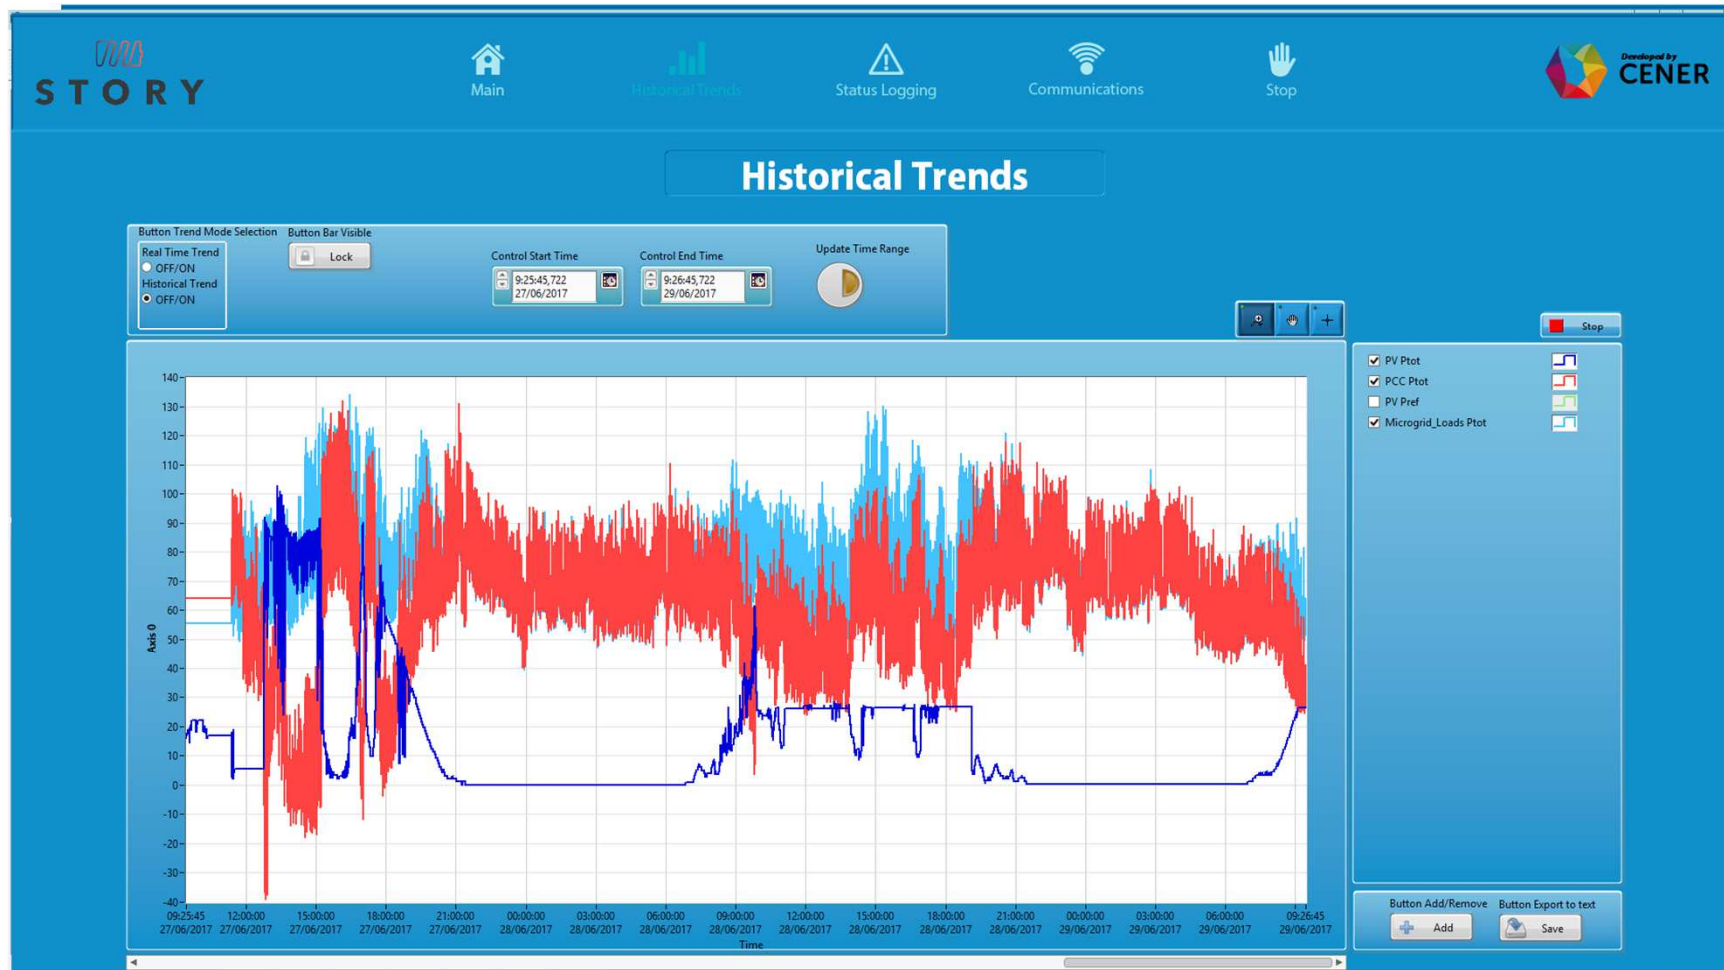 STORY
Main
Historical Trends
Status Logging
Communications
Stop
Developed by
CENER
Historical Trends
Button Trend Mode Selection
Button Bar Visible
Real Time Trend
OFF/ON
Historical Trend
OFF/ON
Lock
Control Start Time
9:25:45,722
27/06/2017
Control End Time
9:26:45,722
29/06/2017
Update Time Range
Stop
PV Ptot
PCC Ptot
PV Pref
Microgrid_Loads Ptot
140
130
120
110
100
90
80
70
60
50
40
30
20
10
0
-10
-20
-30
-40
Axis 0
09:25:45 12:00:00 15:00:00 18:00:00 21:00:00 00:00:00 03:00:00 06:00:00 09:00:00 12:00:00 15:00:00 18:00:00 21:00:00 00:00:00 03:00:00 06:00:00 09:26:45
27/06/2017 27/06/2017 27/06/2017 27/06/2017 27/06/2017 28/06/2017 28/06/2017 28/06/2017 28/06/2017 28/06/2017 28/06/2017 28/06/2017 28/06/2017 29/06/2017 29/06/2017 29/06/2017 29/06/2017
Time
Button Add/Remove
Button Export to text
Add
Save